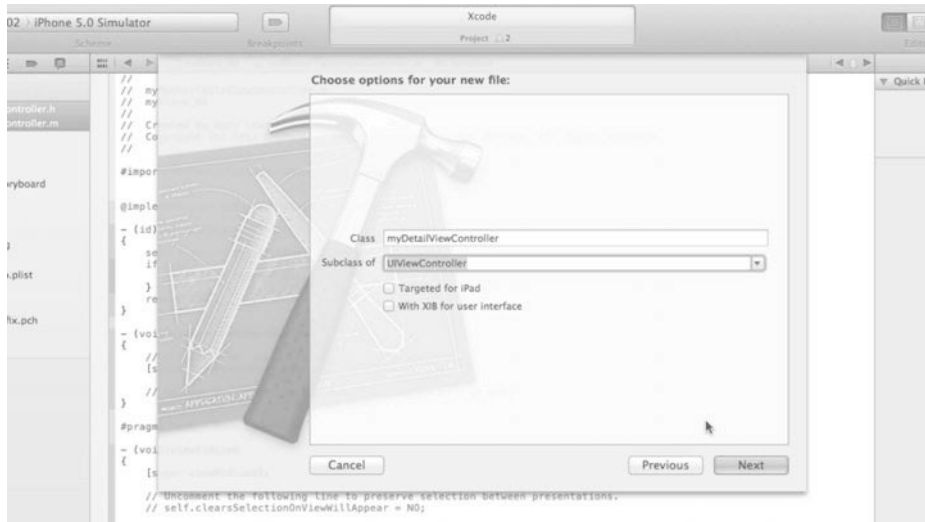 02 › iPhone 5.0 Simulator
Scheme
Breakpoints
Xcode
Project ⚠2
Choose options for your new file:
Quick
ontroller.h
ontroller.m
ryboard
.plist
fix.pch
//
// my
// my
//
// Cr
// Co
//
#impor
@imple
- (id)
{
se
if
}
re
}
- (voi
{
//
[s
//
}
#pragm
- (voi
{
[s
// Uncomment the following line to preserve selection between presentations.
// self.clearsSelectionOnViewWillAppear = NO;
Class myDetailViewController
Subclass of UIViewController
Targeted for iPad
With XIB for user interface
Cancel
Previous
Next